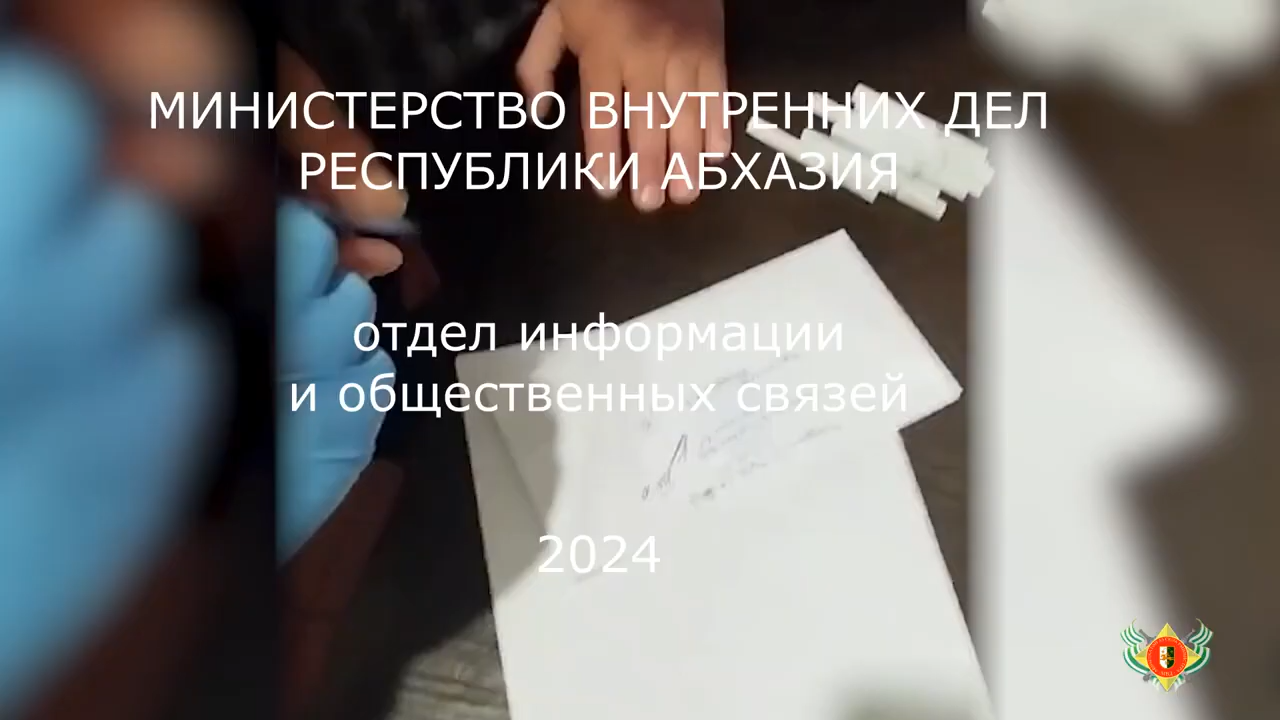 МИНИСТЕРСТВО ВНУТРЕННИХ ДЕЛ
РЕСПУБЛИКИ АБХАЗИЯ
отдел информации
и общественных связей
2024